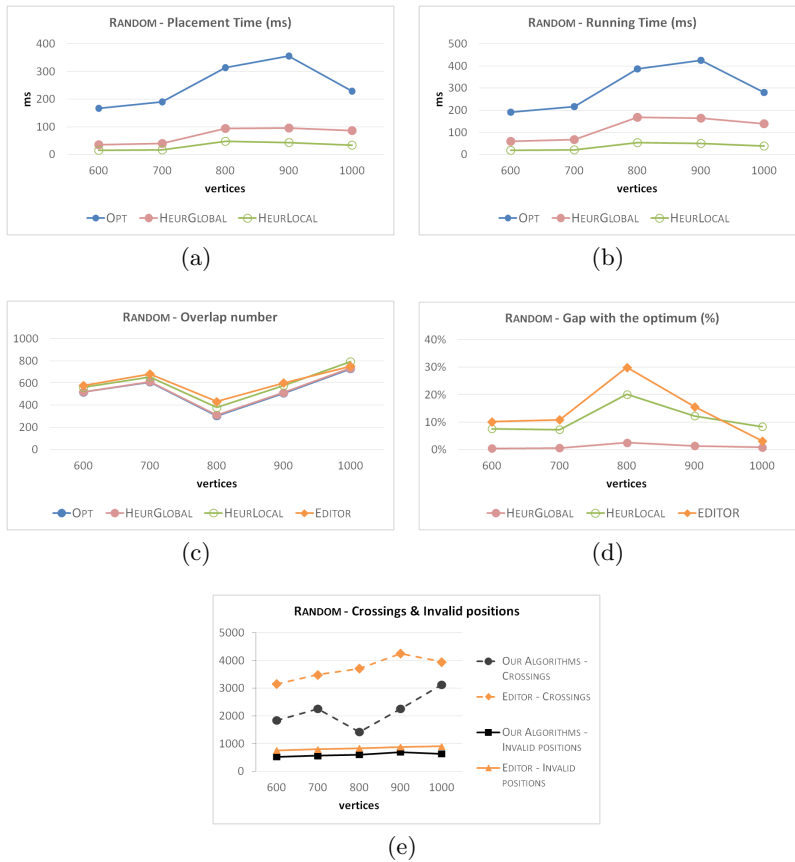 RANDOM - Placement Time (ms)
400
300
200
100
0
ms
600 700 800 900 1000
vertices
OPT HEURGLOBAL HEURLOCAL
(a)
RANDOM - Running Time (ms)
500
400
300
200
100
0
ms
600 700 800 900 1000
vertices
OPT HEURGLOBAL HEURLOCAL
(b)
RANDOM - Overlap number
1000
800
600
400
200
0
600 700 800 900 1000
vertices
OPT HEURGLOBAL HEURLOCAL EDITOR
(c)
RANDOM - Gap with the optimum (%)
40%
30%
20%
10%
0%
600 700 800 900 1000
vertices
HEURGLOBAL HEURLOCAL EDITOR
(d)
RANDOM - Crossings & Invalid positions
5000
4000
3000
2000
1000
0
600 700 800 900 1000
vertices
OUR ALGORITHMS -
CROSSINGS
EDITOR - CROSSINGS
OUR ALGORITHMS -
INVALID POSITIONS
EDITOR - INVALID
POSITIONS
(e)